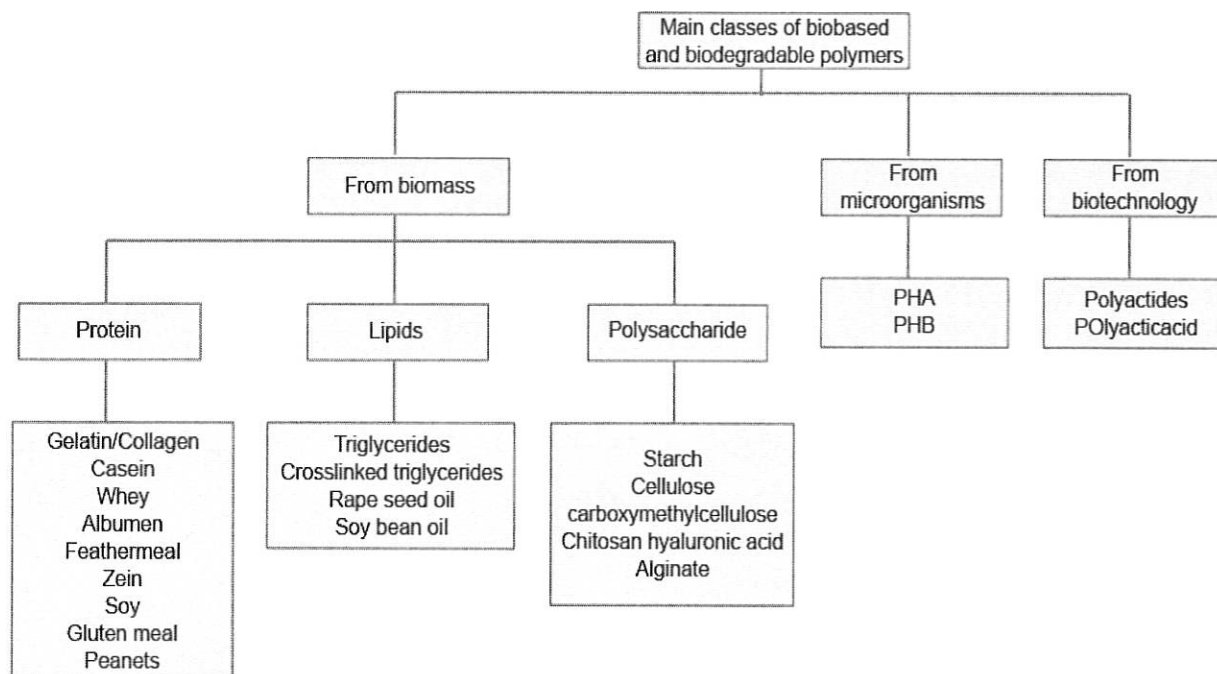 Main classes of biobased
and biodegradable polymers
From biomass
From
microorganisms
From
biotechnology
Protein
Lipids
Polysaccharide
PHA
PHB
Polyactides
POlyacticacid
Gelatin/Collagen
Casein
Whey
Albumen
Feathermeal
Zein
Soy
Gluten meal
Peanets
Triglycerides
Crosslinked triglycerides
Rape seed oil
Soy bean oil
Starch
Cellulose
carboxymethylcellulose
Chitosan hyaluronic acid
Alginate